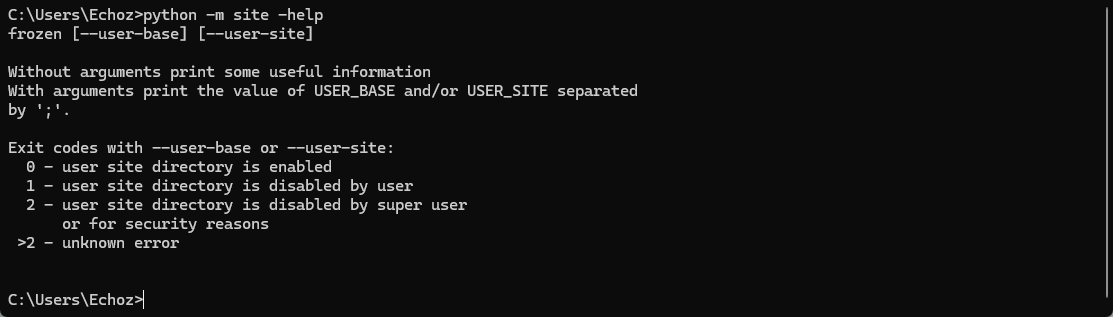 C:\Users\Echoz>python -m site -help
frozen [--user-base] [--user-site]
Without arguments print some useful information
With arguments print the value of USER_BASE and/or USER_SITE separated
by ';'.
Exit codes with --user-base or --user-site:
0 - user site directory is enabled
1 - user site directory is disabled by user
2 - user site directory is disabled by super user
or for security reasons
>2 - unknown error
C:\Users\Echoz>